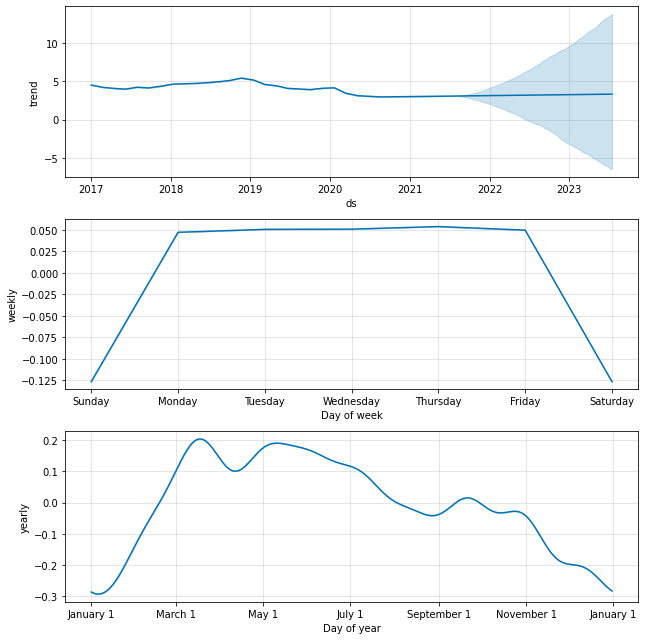 10
5
0
−5
trend
2017 2018 2019 2020 2021 2022 2023
ds
0.050
0.025
0.000
−0.025
−0.050
−0.075
−0.100
−0.125
weekly
Sunday Monday Tuesday Wednesday Thursday Friday Saturday
Day of week
0.2
0.1
0.0
−0.1
−0.2
−0.3
yearly
January 1 March 1 May 1 July 1 September 1 November 1 January 1
Day of year